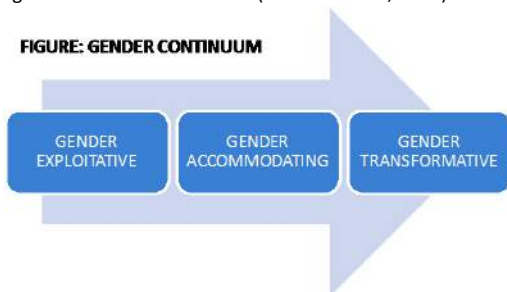 FIGURE: GENDER CONTINUUM
GENDER
EXPLOITATIVE
GENDER
ACCOMMODATING
GENDER
TRANSFORMATIVE